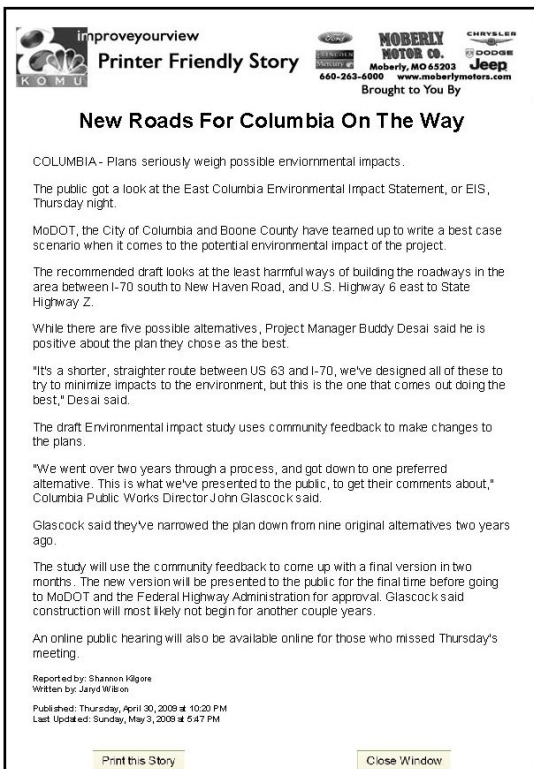 improveyourview
KOMU
Printer Friendly Story
Ford
LINCOLN
Mercury
MOBERLY
MOTOR CO.
Moberly, MO 65203
CHRYSLER
DODGE
Jeep
660-263-6000 www.moberlymotors.com
Brought to You By
New Roads For Columbia On The Way
COLUMBIA - Plans seriously weigh possible enviornmental impacts.
The public got a look at the East Columbia Environmental Impact Statement, or EIS,
Thursday night.
MoDOT, the City of Columbia and Boone County have teamed up to write a best case
scenario when it comes to the potential environmental impact of the project.
The recommended draft looks at the least harmful ways of building the roadways in the
area between I-70 south to New Haven Road, and U.S. Highway 6 east to State
Highway Z.
While there are five possible alternatives, Project Manager Buddy Desai said he is
positive about the plan they chose as the best.
"It's a shorter, straighter route between US 63 and I-70, we've designed all of these to
try to minimize impacts to the environment, but this is the one that comes out doing the
best," Desai said.
The draft Environmental impact study uses community feedback to make changes to
the plans.
"We went over two years through a process, and got down to one preferred
alternative. This is what we've presented to the public, to get their comments about,"
Columbia Public Works Director John Glascock said.
Glascock said they've narrowed the plan down from nine original alternatives two years
ago.
The study will use the community feedback to come up with a final version in two
months. The new version will be presented to the public for the final time before going
to MoDOT and the Federal Highway Administration for approval. Glascock said
construction will most likely not begin for another couple years.
An online public hearing will also be available online for those who missed Thursday's
meeting.
Reported by: Shannon Kilgore
Written by: Jaryd Wilson
Published: Thursday, April 30, 2009 at 10:20 PM
Last Updated: Sunday, May 3, 2009 at 5:47 PM
Print this Story
Close Window